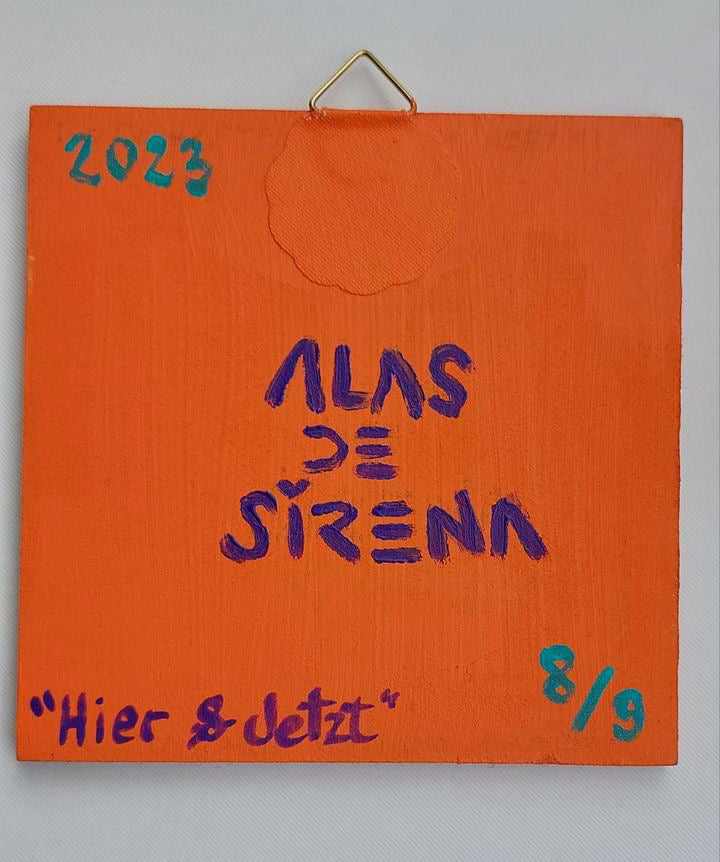 2023
ALAS
DE
SIRENA
"Hier & Jetzt"
8/9